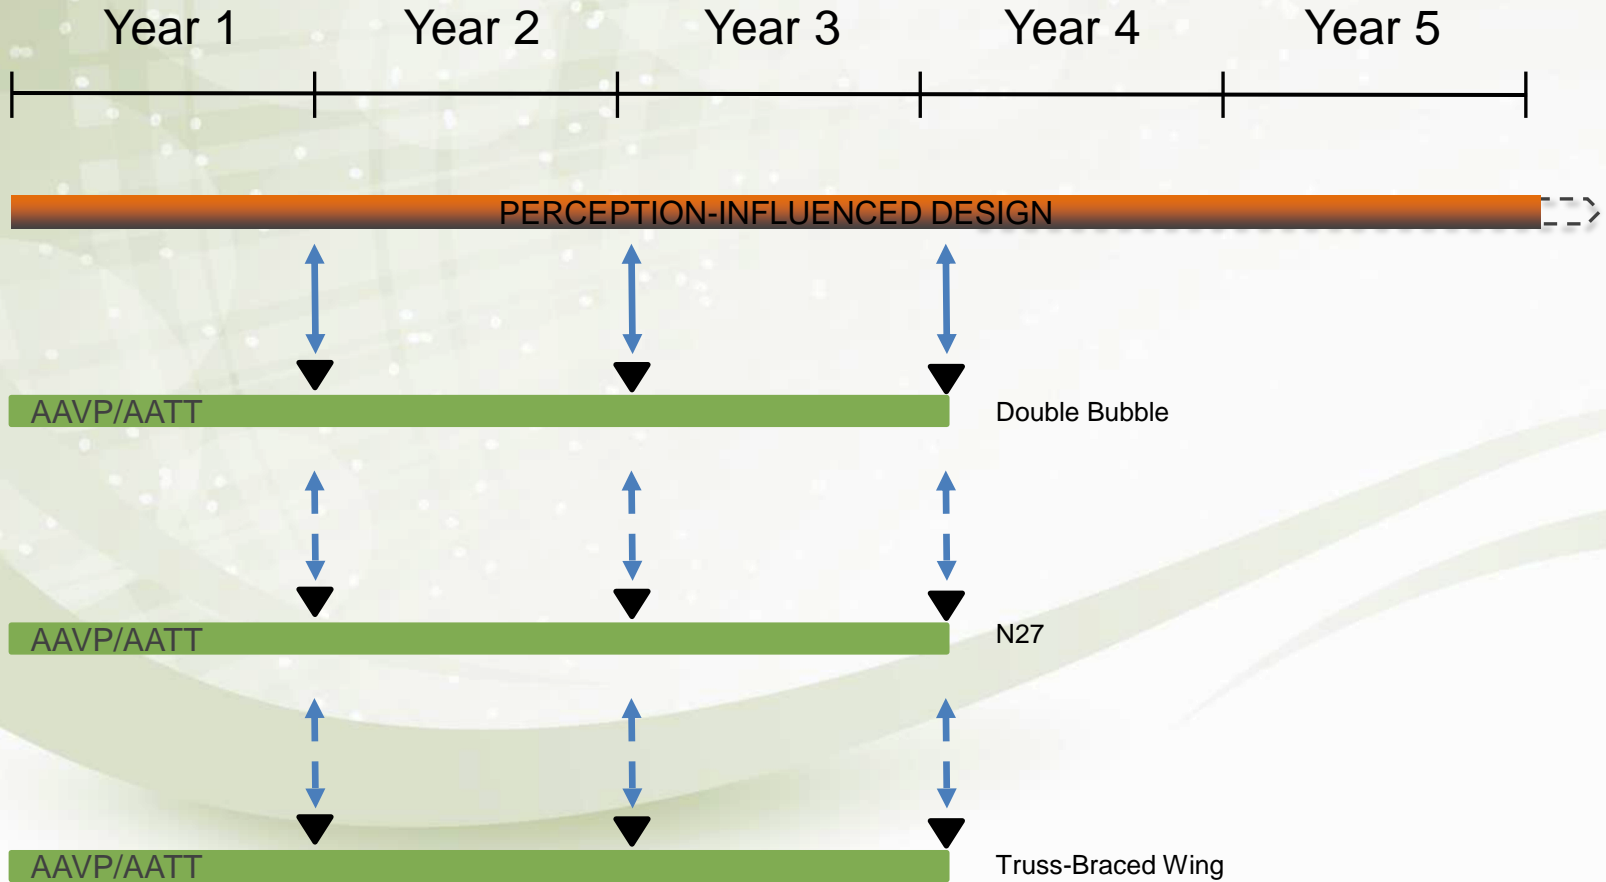 Year 1 Year 2 Year 3 Year 4 Year 5
PERCEPTION-INFLUENCED DESIGN
AAVP/AATT Double Bubble
AAVP/AATT N27
AAVP/AATT Truss-Braced Wing